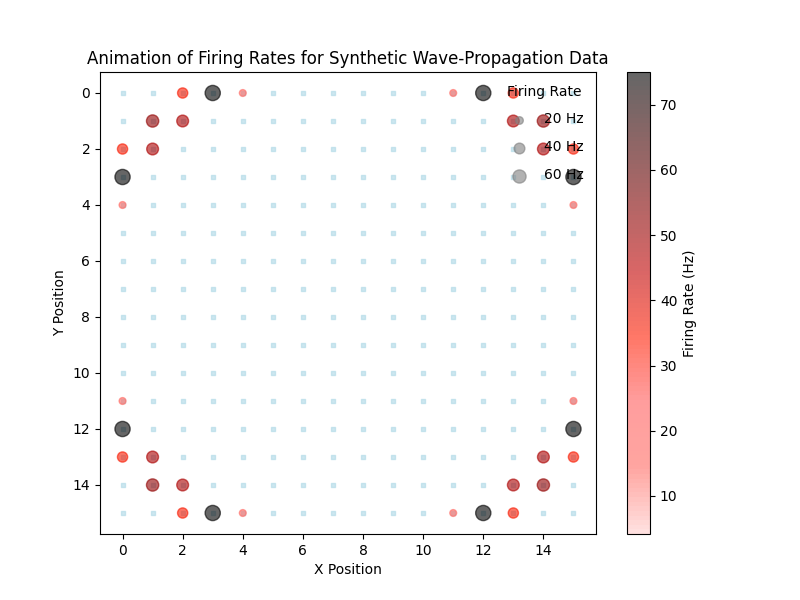 Animation of Firing Rates for Synthetic Wave-Propagation Data
Firing Rate
20 Hz
40 Hz
60 Hz
0
2
4
6
8
10
12
14
Y Position
0
2
4
6
8
10
12
14
X Position
70
60
50
40
30
20
10
Firing Rate (Hz)